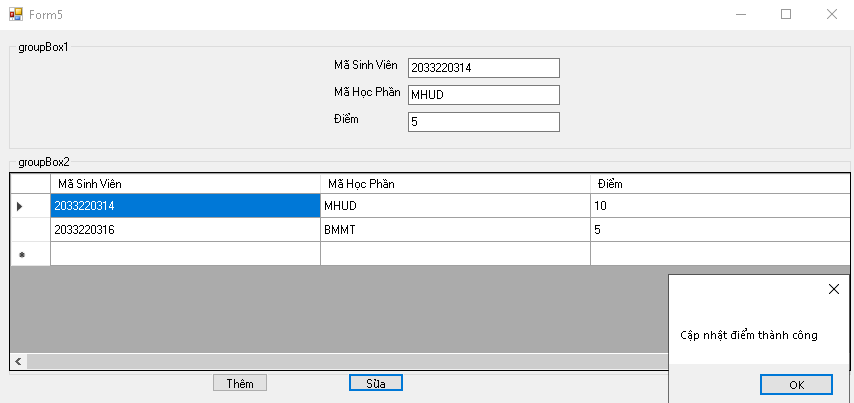 Form5
groupBox1
Mã Sinh Viên 2033220314
Mã Học Phần MHUD
Điểm 5
groupBox2
Mã Sinh Viên Mã Học Phần Điểm
2033220314 MHUD 10
2033220316 BMMT 5
Cập nhật điểm thành công
OK
Thêm Sửa